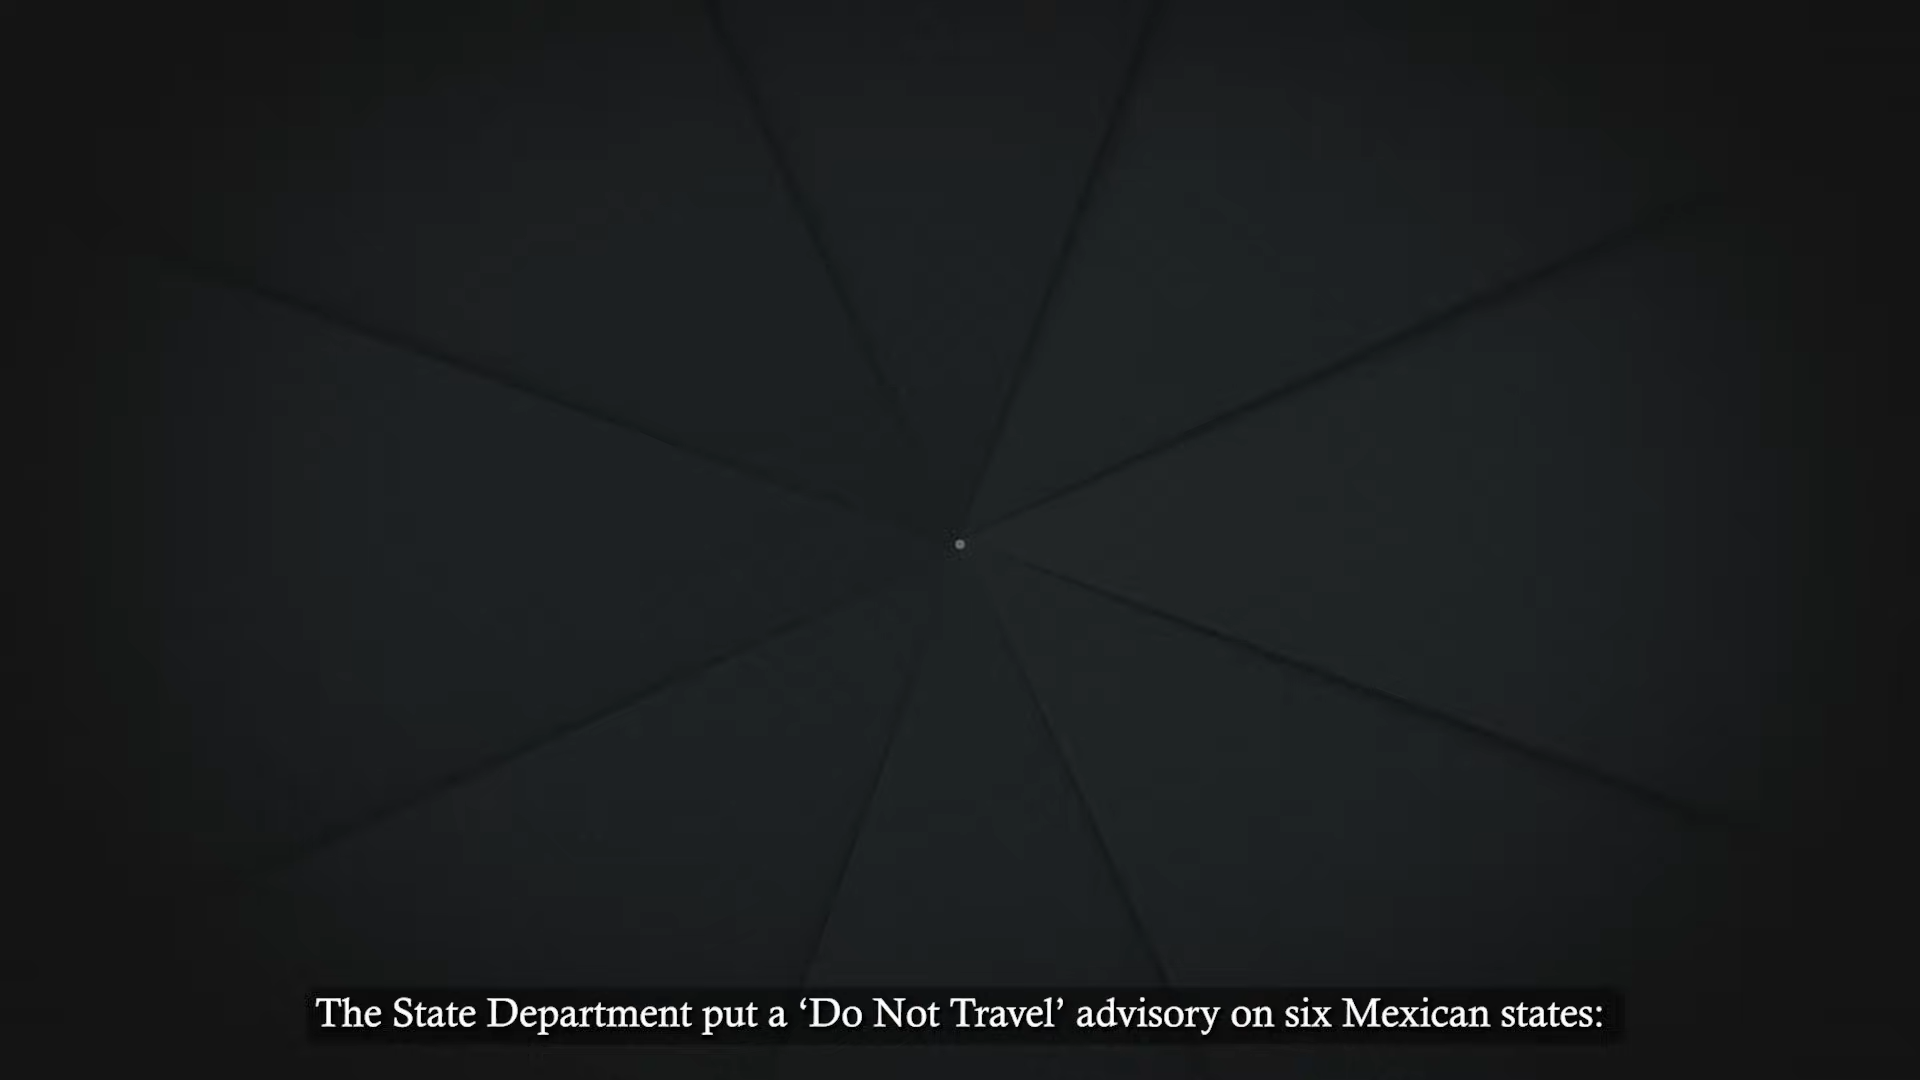 The State Department put a ‘Do Not Travel’ advisory on six Mexican states: